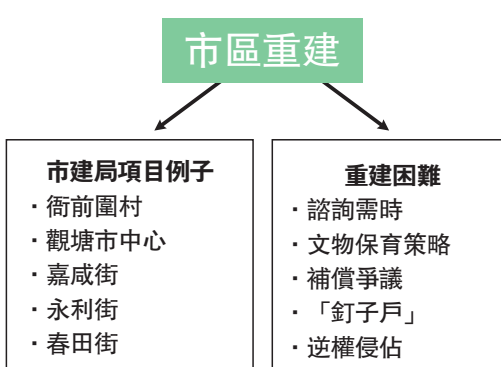 市區重建
市建局項目例子
・衙前圍村
・觀塘市中心
・嘉咸街
・永利街
・春田街
重建困難
・諮詢需時
・文物保育策略
・補償爭議
・「釘子戶」
・逆權侵佔